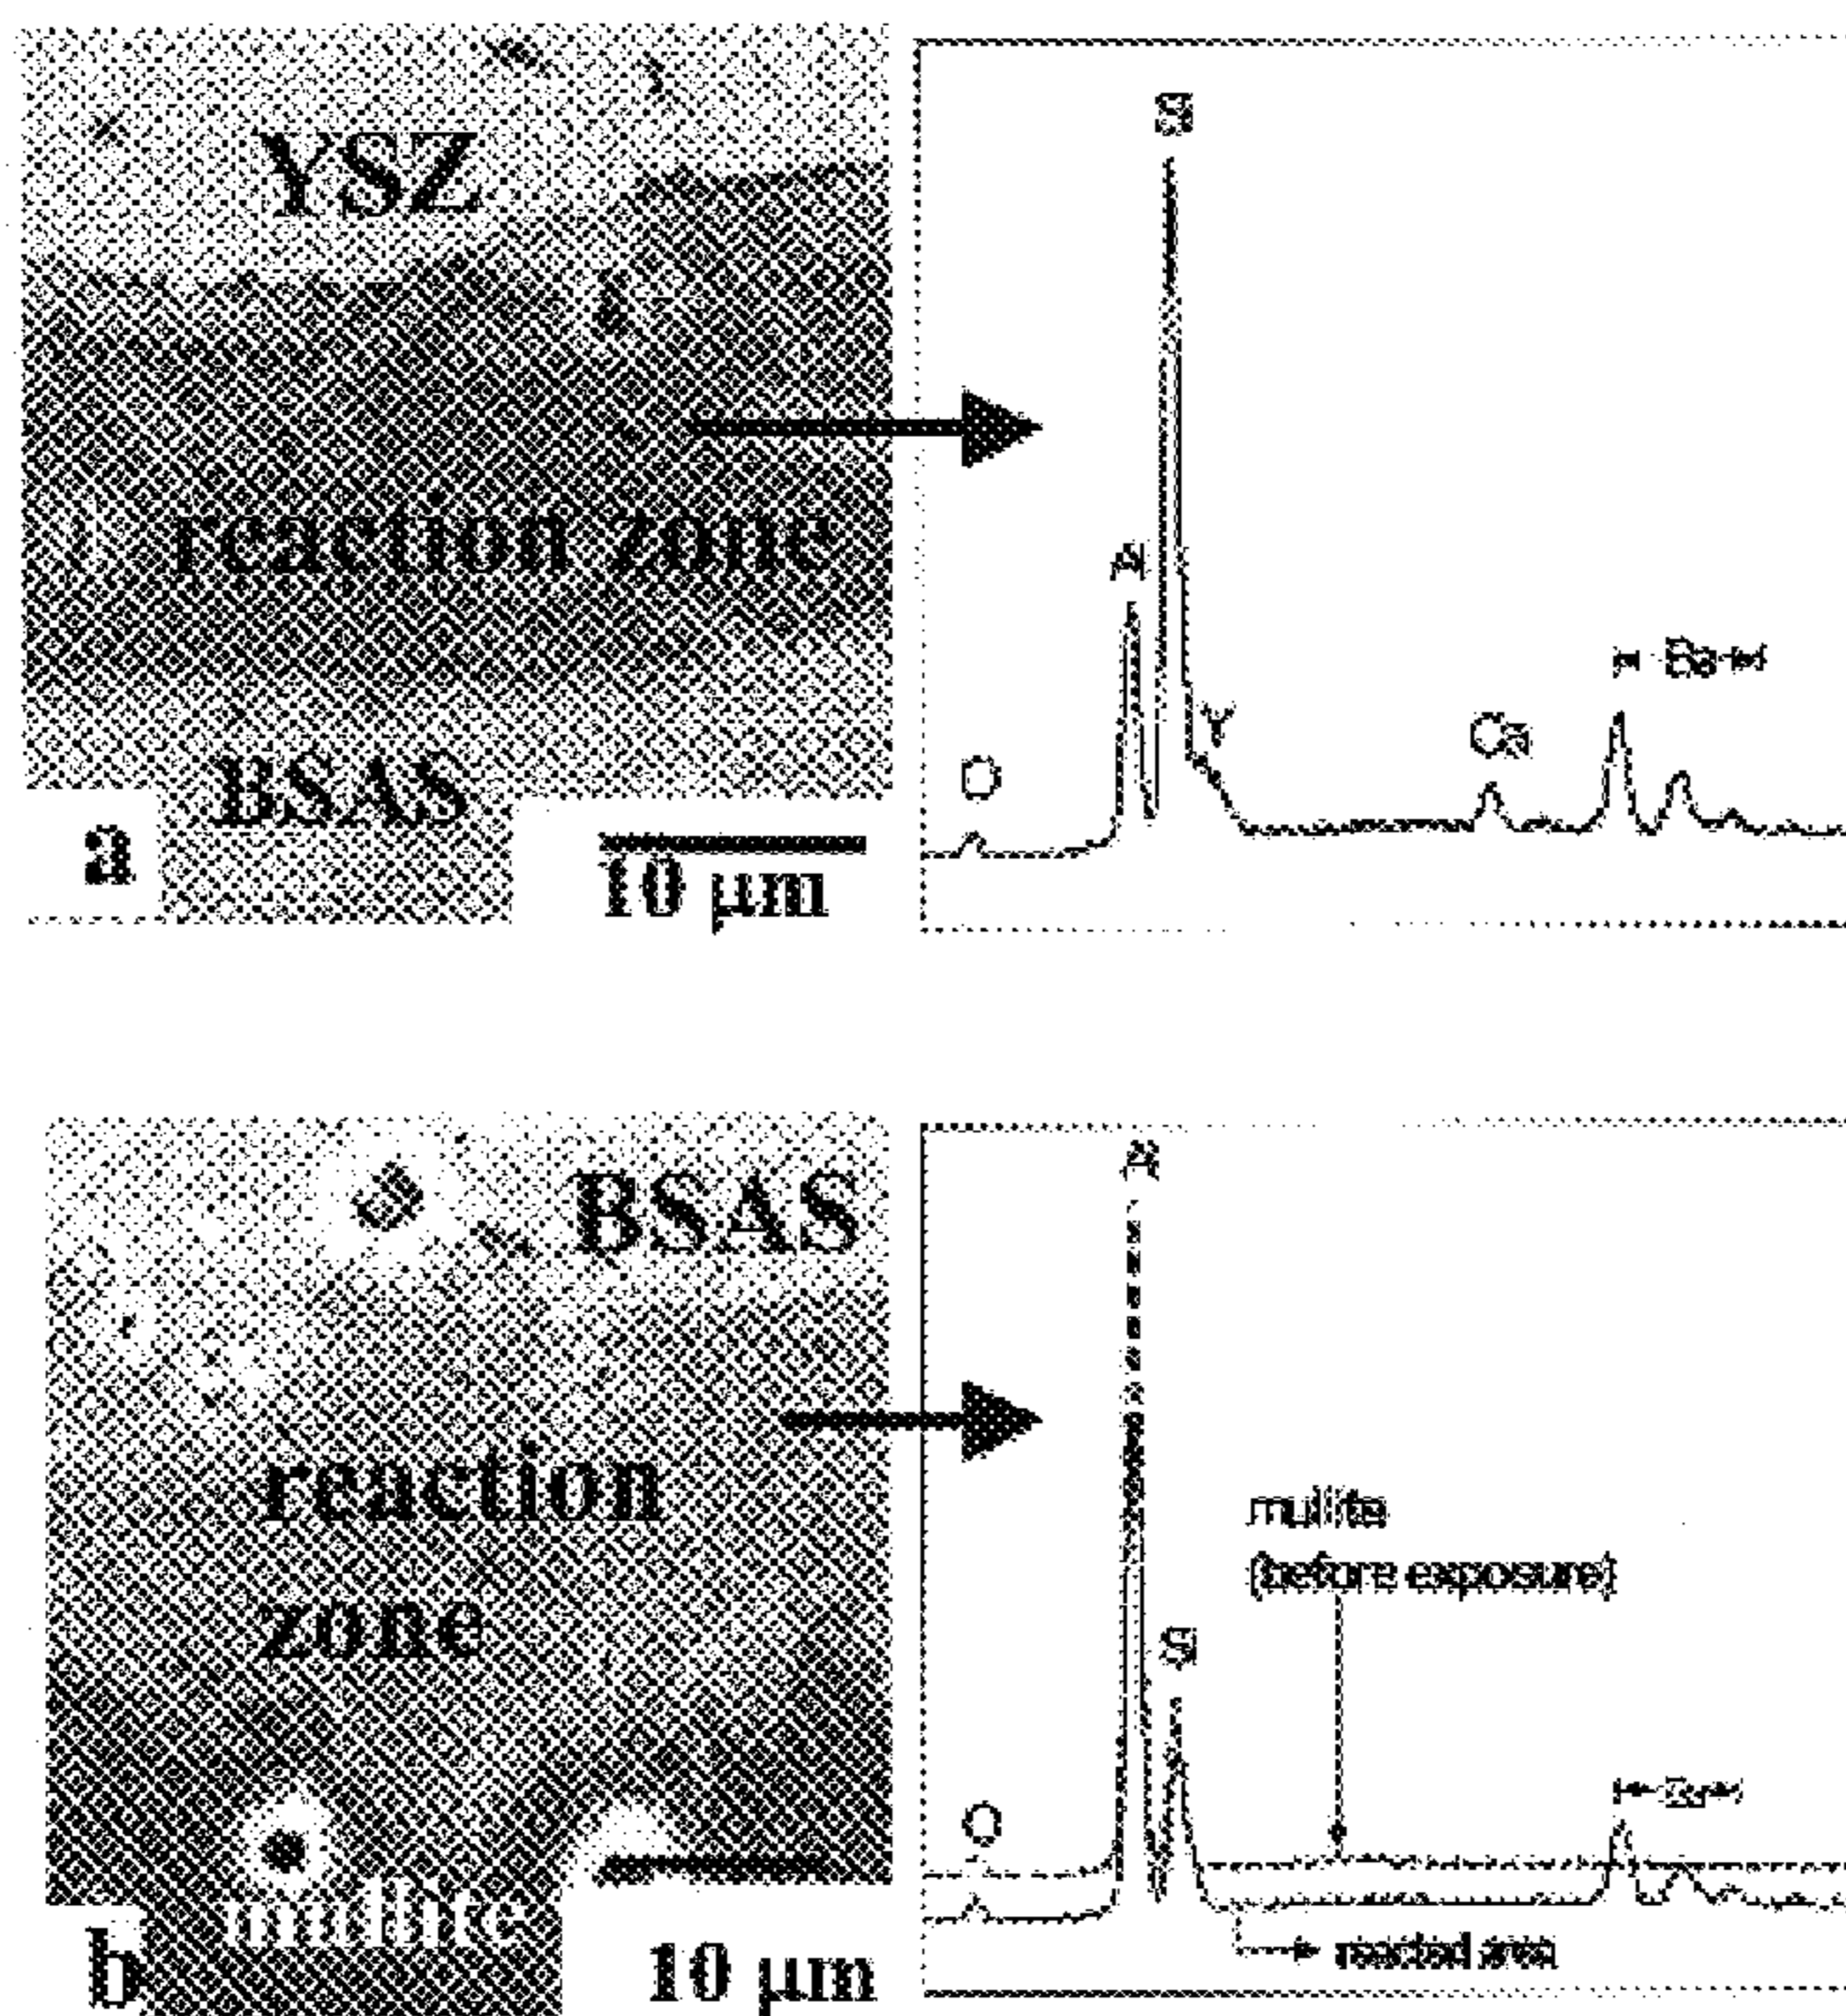 YSZ
reaction zone
BSAS
a
10 μm
Si
Al
Y
O
Ca
Ba
BSAS
reaction
zone
mullite
b
10 μm
Al
mullite
(before exposure)
Si
O
Ba
reacted area